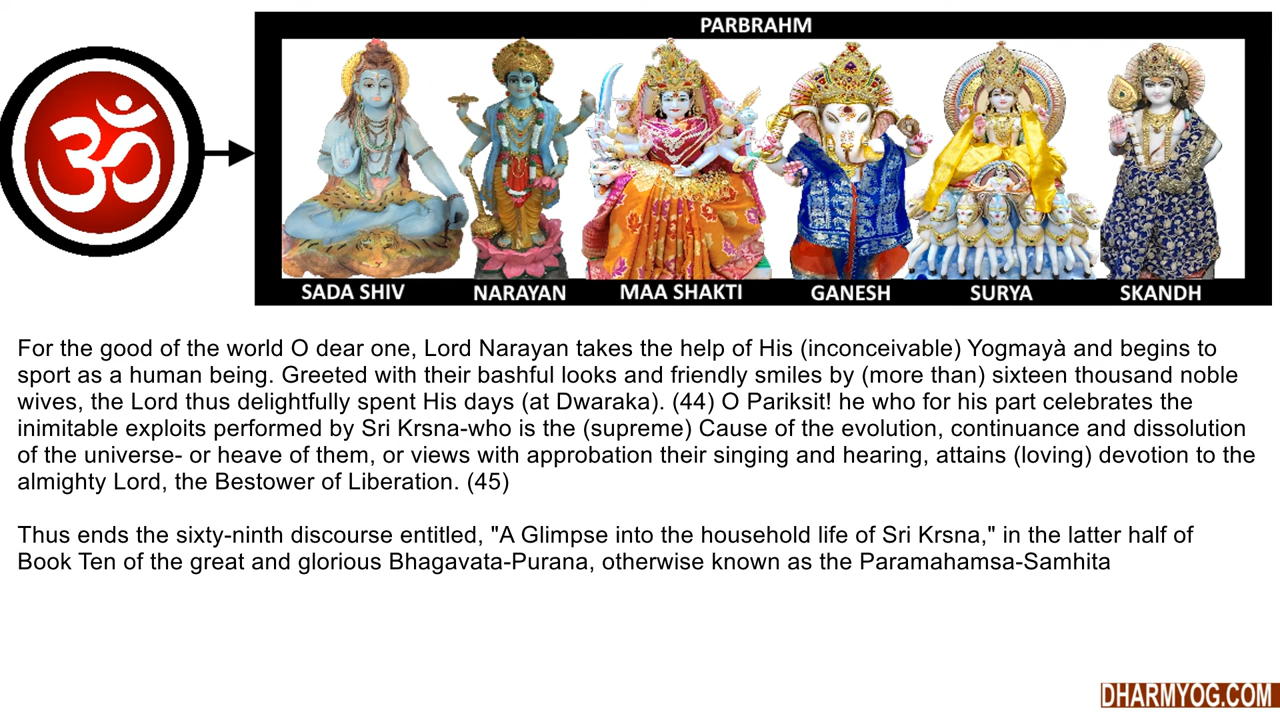 PARBRAHM
ॐ
SADA SHIV NARAYAN MAA SHAKTI GANESH SURYA SKANDH
For the good of the world O dear one, Lord Narayan takes the help of His (inconceivable) Yogmayà and begins to
sport as a human being. Greeted with their bashful looks and friendly smiles by (more than) sixteen thousand noble
wives, the Lord thus delightfully spent His days (at Dwaraka). (44) O Pariksit! he who for his part celebrates the
inimitable exploits performed by Sri Krsna-who is the (supreme) Cause of the evolution, continuance and dissolution
of the universe- or heave of them, or views with approbation their singing and hearing, attains (loving) devotion to the
almighty Lord, the Bestower of Liberation. (45)
Thus ends the sixty-ninth discourse entitled, "A Glimpse into the household life of Sri Krsna," in the latter half of
Book Ten of the great and glorious Bhagavata-Purana, otherwise known as the Paramahamsa-Samhita
DHARMYOG.COM